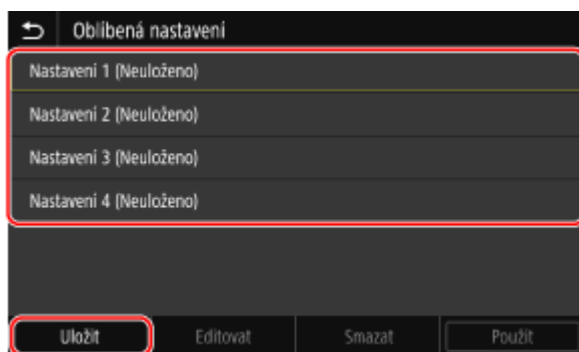 Oblíbená nastavení
Nastavení 1 (Neuloženo)
Nastavení 2 (Neuloženo)
Nastavení 3 (Neuloženo)
Nastavení 4 (Neuloženo)
Uložit Editovat Smazat Použít